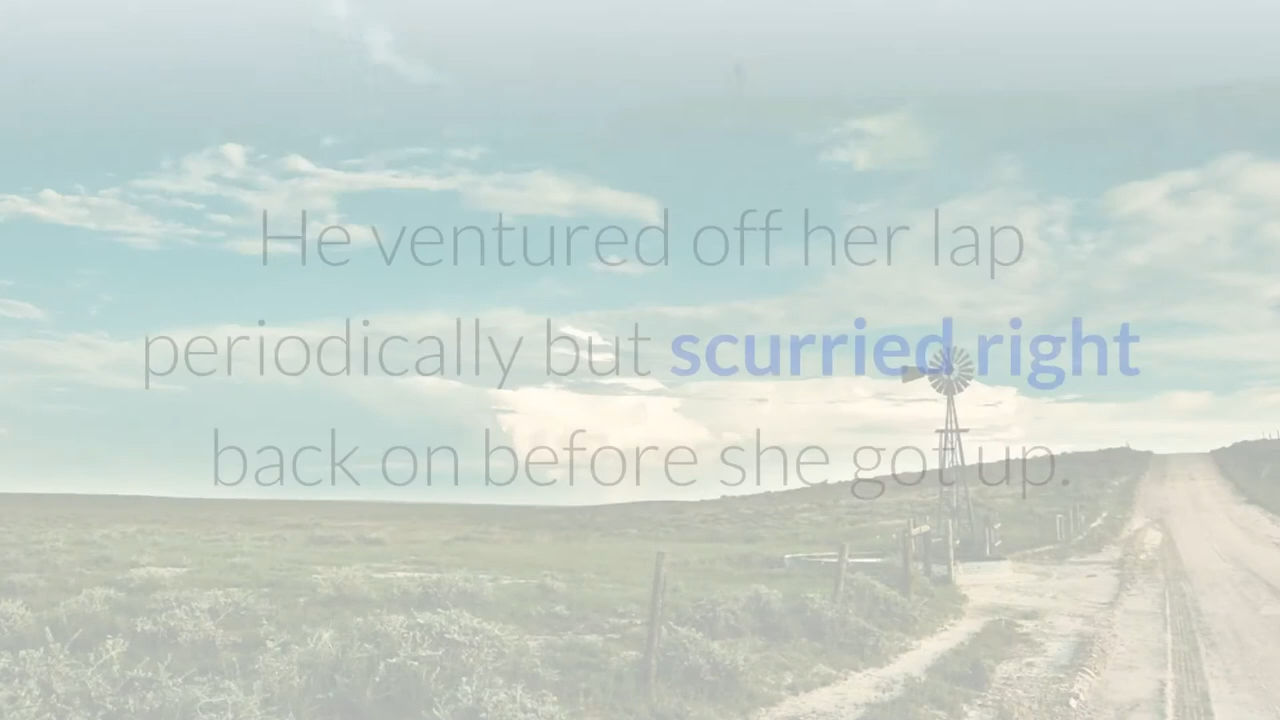 He ventured off her lap
periodically but scurried right
back on before she got up.